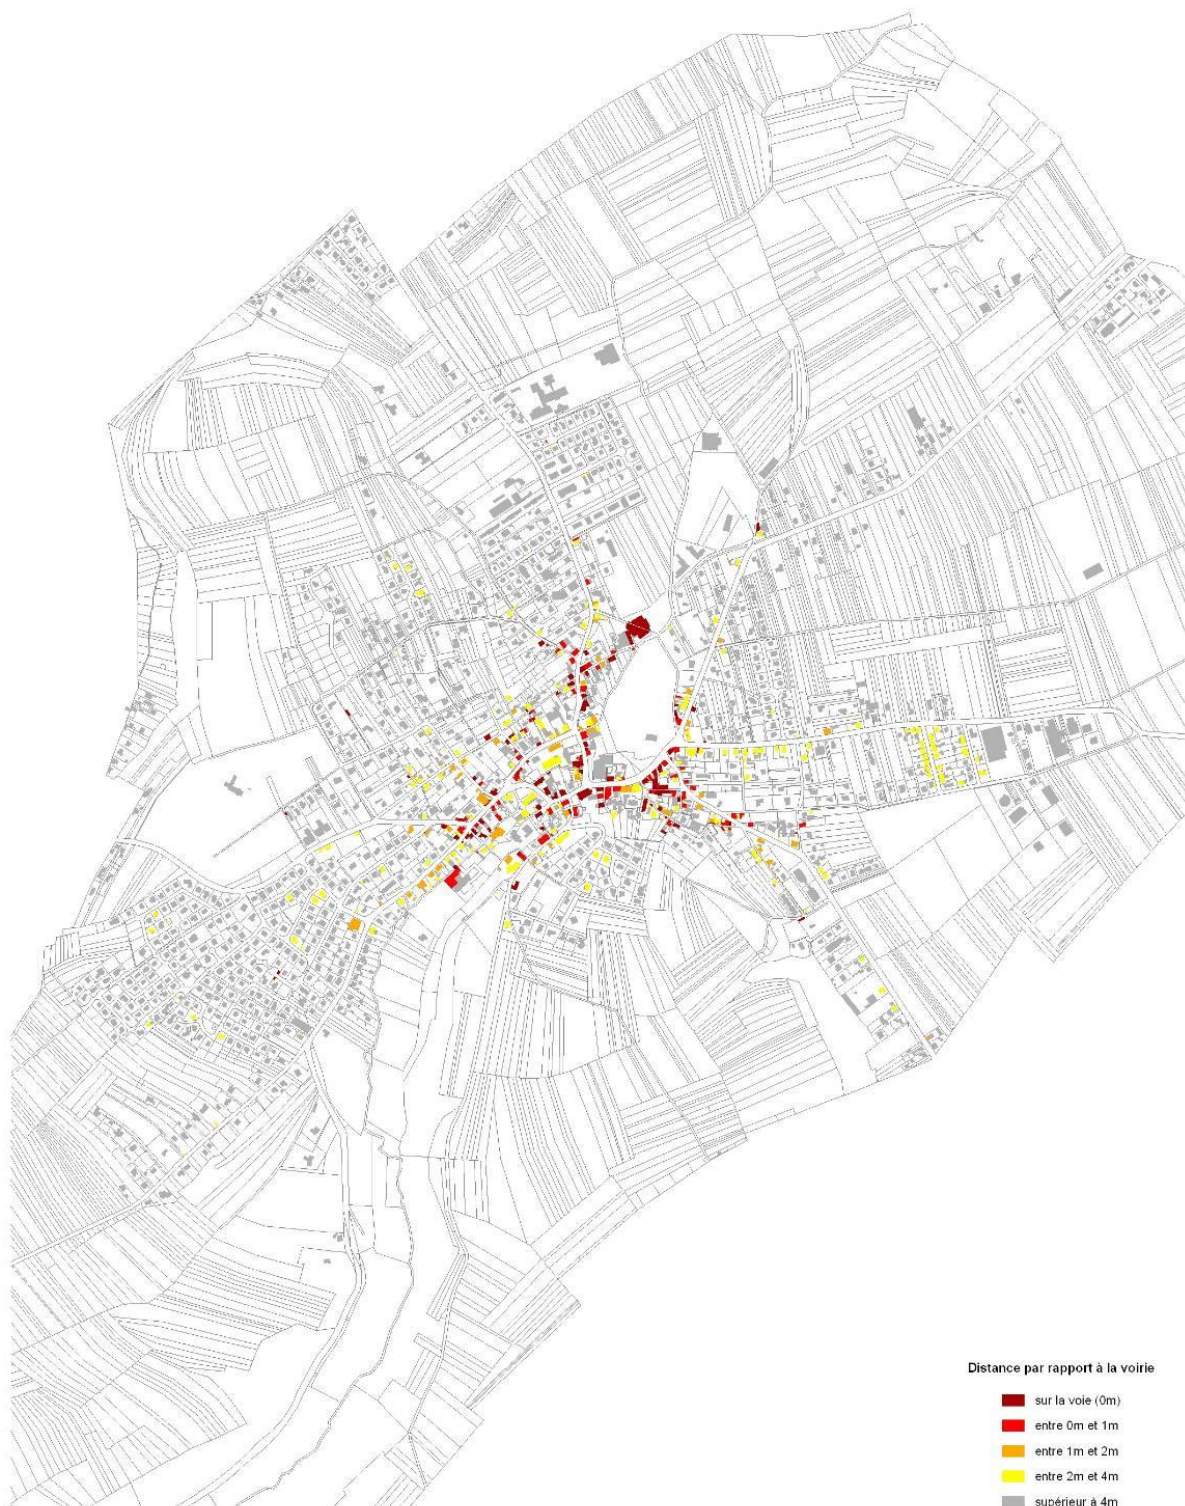 Distance par rapport à la voirie
sur la voie (0m)
entre 0m et 1m
entre 1m et 2m
entre 2m et 4m
supérieur à 4m